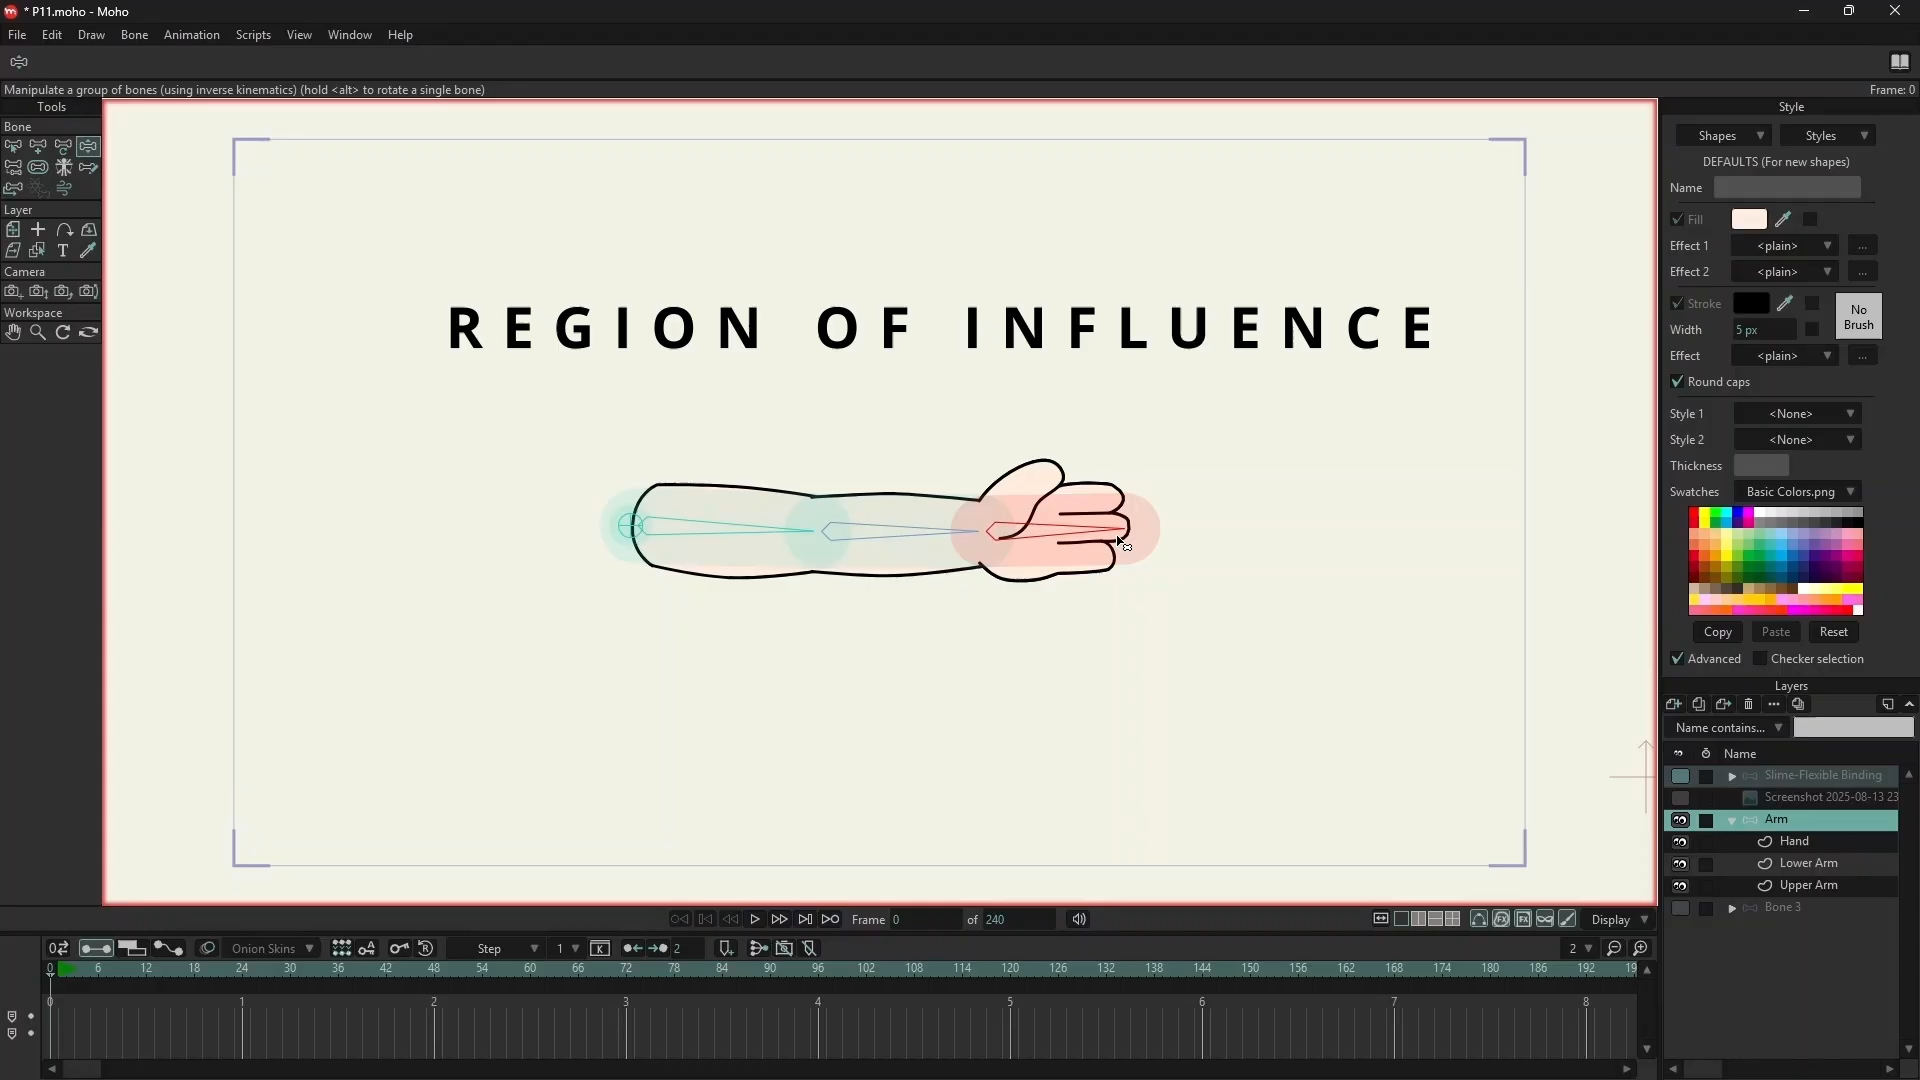 * P11.moho - Moho
File Edit Draw Bone Animation Scripts View Window Help
Manipulate a group of bones (using inverse kinematics) (hold <alt> to rotate a single bone)
Frame: 0
Tools
Bone
Layer
Camera
Workspace
REGION OF INFLUENCE
Style
Shapes Styles
DEFAULTS (For new shapes)
Name
Fill
Effect 1 <plain> ...
Effect 2 <plain> ...
Stroke
No
Brush
Width 5 px
Effect <plain> ...
Round caps
Style 1 <None>
Style 2 <None>
Thickness
Swatches Basic Colors.png
Copy Paste Reset
Advanced Checker selection
Layers
Name contains...
Name
Slime-Flexible Binding
Screenshot 2025-08-13 23
Arm
Hand
Lower Arm
Upper Arm
Bone 3
Frame 0 of 240
Display
Onion Skins
Step 1 K 2
2
0 6 12 18 24 30 36 42 48 54 60 66 72 78 84 90 96 102 108 114 120 126 132 138 144 150 156 162 168 174 180 186 192 19
0 1 2 3 4 5 6 7 8